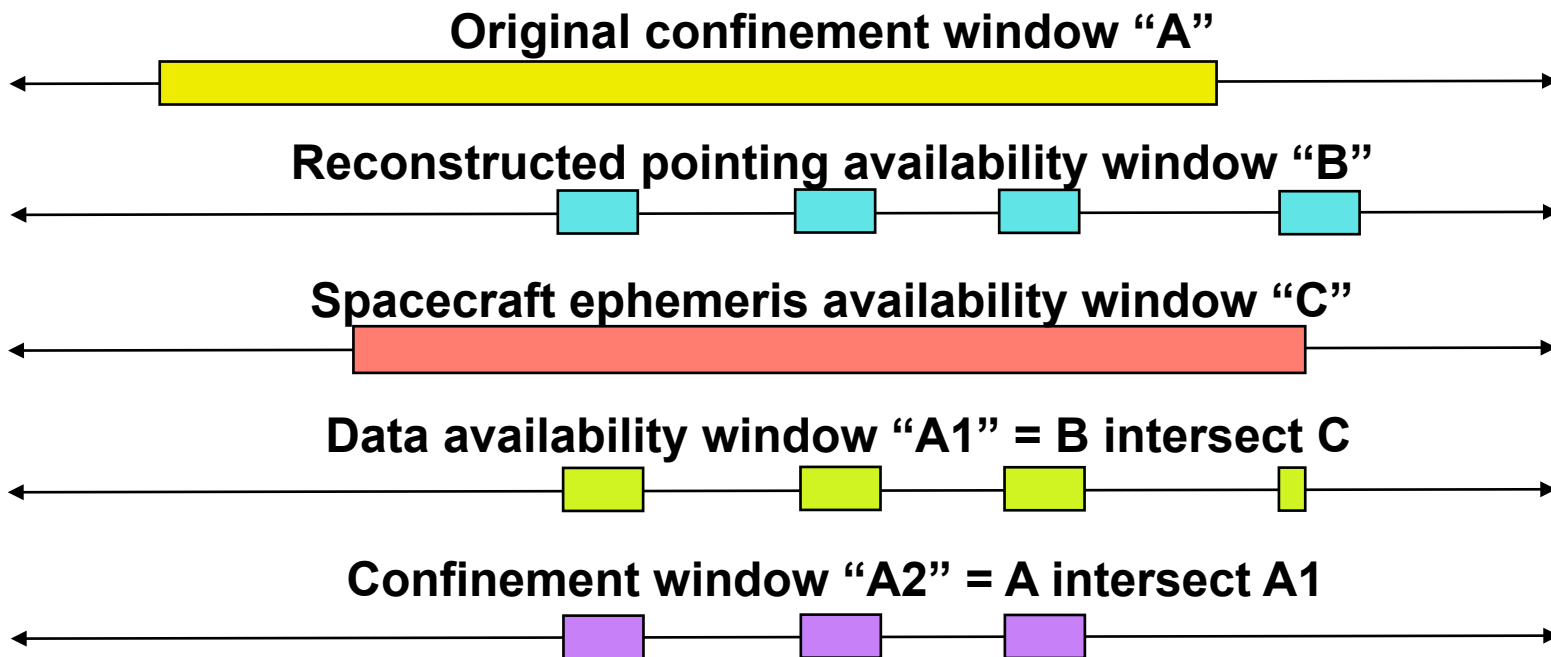 Original confinement window “A”
Reconstructed pointing availability window “B”
Spacecraft ephemeris availability window “C”
Data availability window “A1” = B intersect C
Confinement window “A2” = A intersect A1